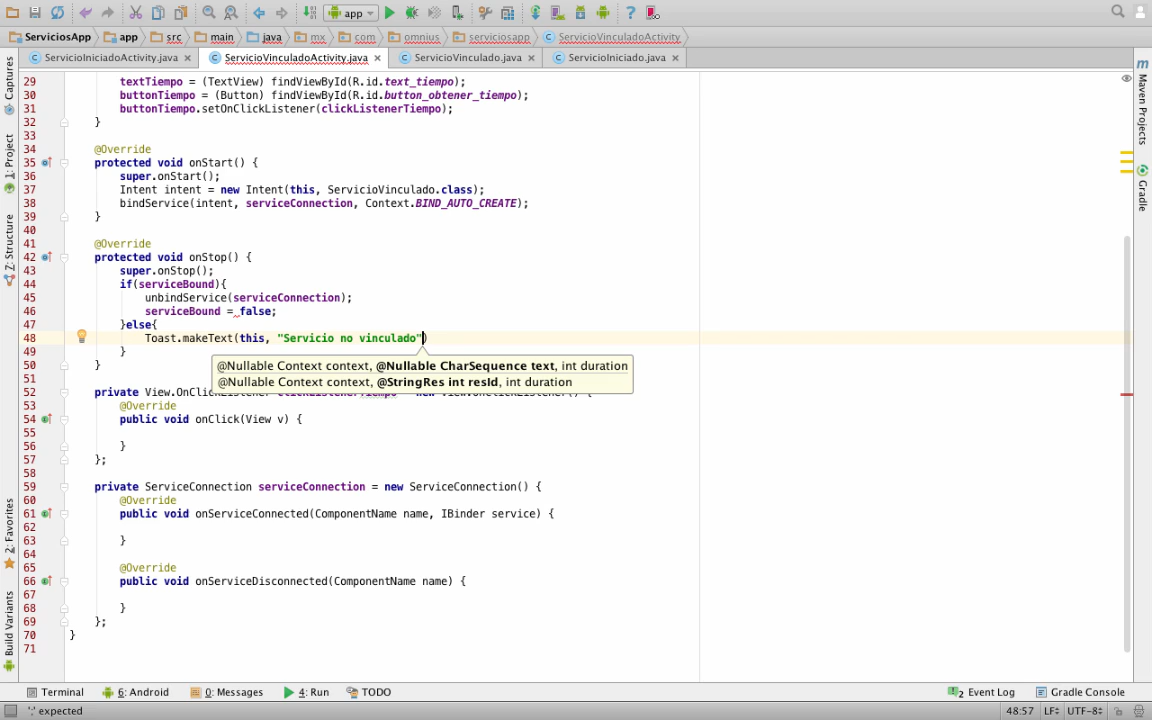 app
ServiciosApp app src main java mx com omnius serviciosapp ServicioVinculadoActivity
ServicioIniciadoActivity.java ServicioVinculadoActivity.java ServicioVinculado.java ServicioIniciado.java
Captures
1: Project
Z: Structure
2: Favorites
Build Variants
29 textTiempo = (TextView) findViewById(R.id.text_tiempo);
30 buttonTiempo = (Button) findViewById(R.id.button_obtener_tiempo);
31 buttonTiempo.setOnClickListener(clickListenerTiempo);
32 }
33
34 @Override
35 protected void onStart() {
36 super.onStart();
37 Intent intent = new Intent(this, ServicioVinculado.class);
38 bindService(intent, serviceConnection, Context.BIND_AUTO_CREATE);
39 }
40
41 @Override
42 protected void onStop() {
43 super.onStop();
44 if(serviceBound){
45 unbindService(serviceConnection);
46 serviceBound = false;
47 }else{
48 Toast.makeText(this, "Servicio no vinculado")
49 }
@Nullable Context context, @Nullable CharSequence text, int duration
50 }
@Nullable Context context, @StringRes int resId, int duration
51
52 private View.OnClickListener clickListenerTiempo = new View.OnClickListener() {
53 @Override
54 public void onClick(View v) {
55
56 }
57 };
58
59 private ServiceConnection serviceConnection = new ServiceConnection() {
60 @Override
61 public void onServiceConnected(ComponentName name, IBinder service) {
62
63 }
64
65 @Override
66 public void onServiceDisconnected(ComponentName name) {
67
68 }
69 };
70 }
71
m Maven Projects
Gradle
Terminal 6: Android 0: Messages 4: Run TODO 2 Event Log Gradle Console
';' expected 48:57 LF UTF-8